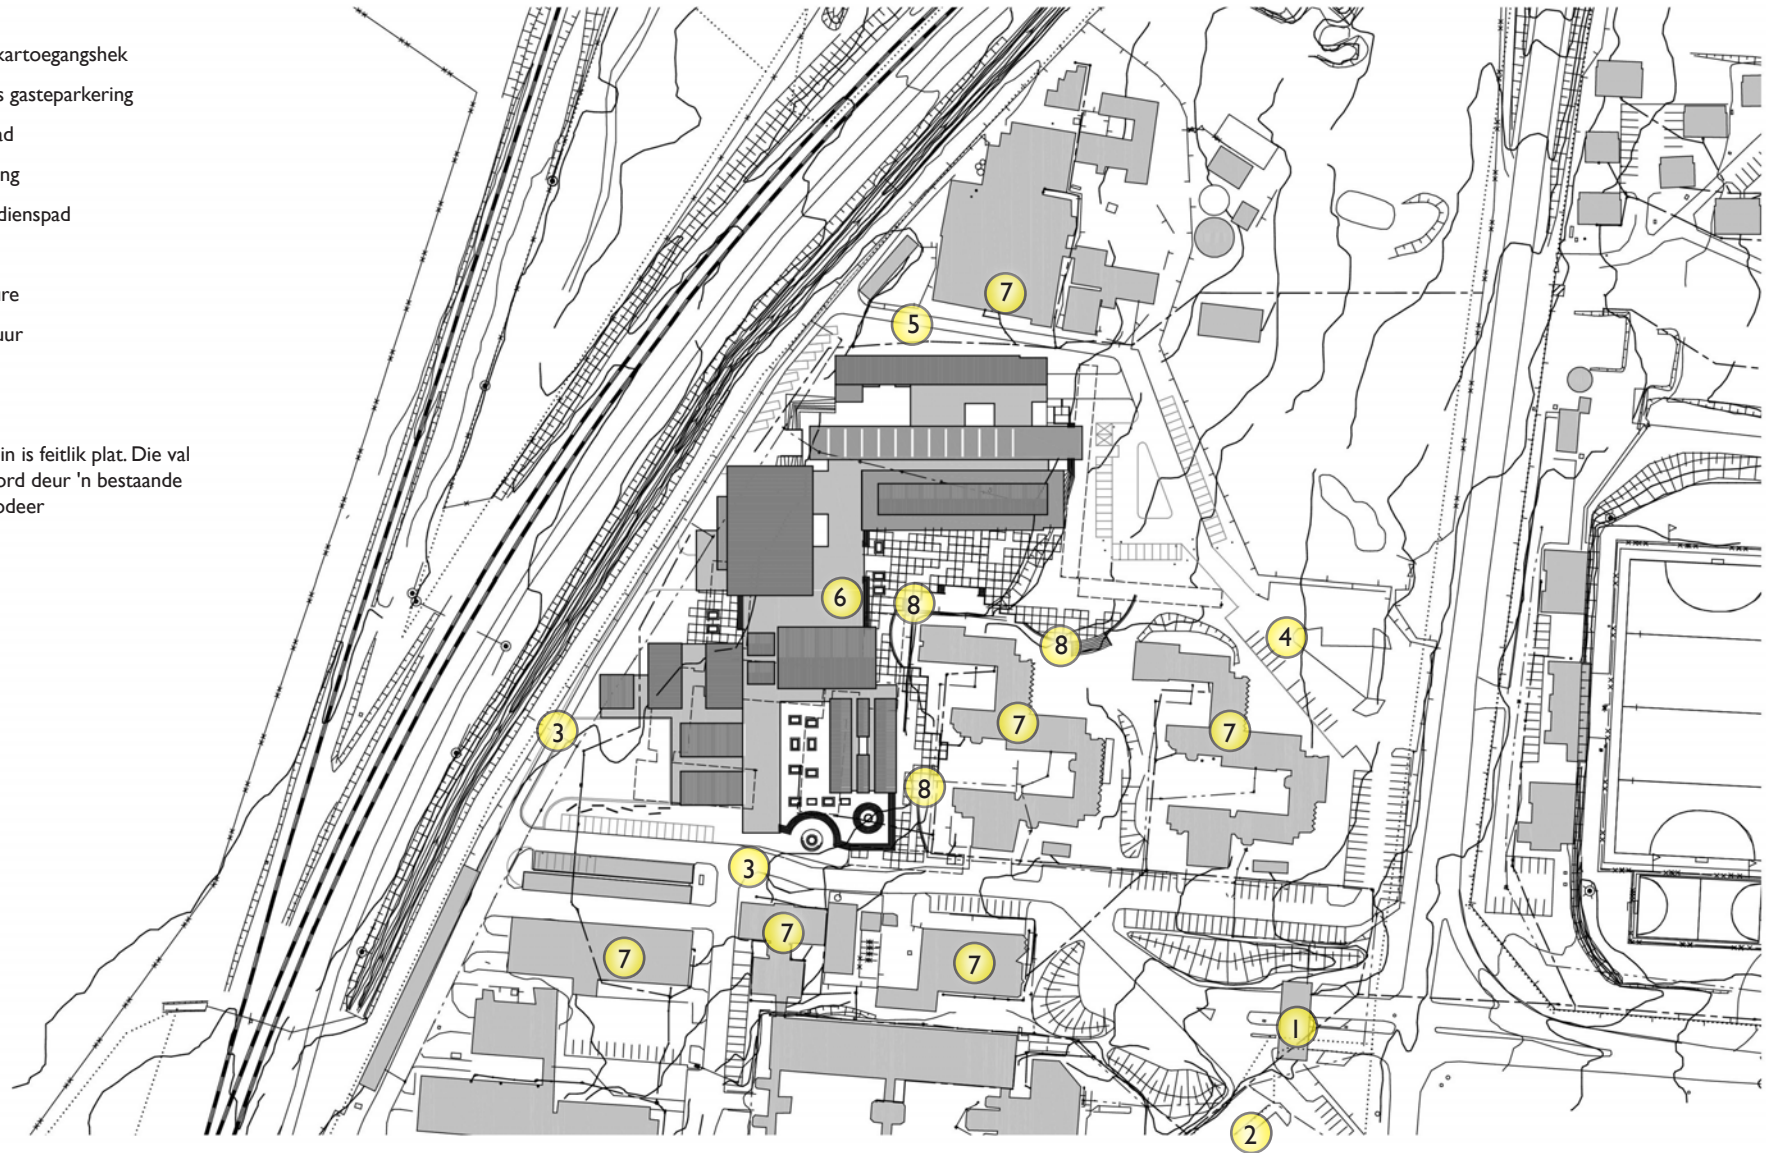 kartoegangshek
s gasteparkering
ad
ng
dienspad
re
uur
in is feitlik plat. Die val
ord deur 'n bestaande
odeer
7
5
6
8
8
4
3
7
7
8
3
7
7
7
1
2